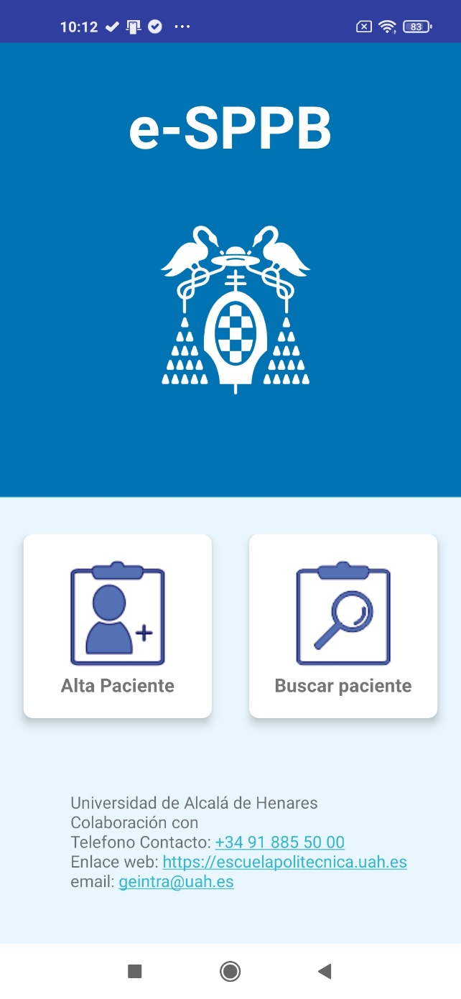 10:12
83
e-SPPB
Alta Paciente
Buscar paciente
Universidad de Alcalá de Henares
Colaboración con
Telefono Contacto: +34 91 885 50 00
Enlace web: https://escuelapolitecnica.uah.es
email: geintra@uah.es